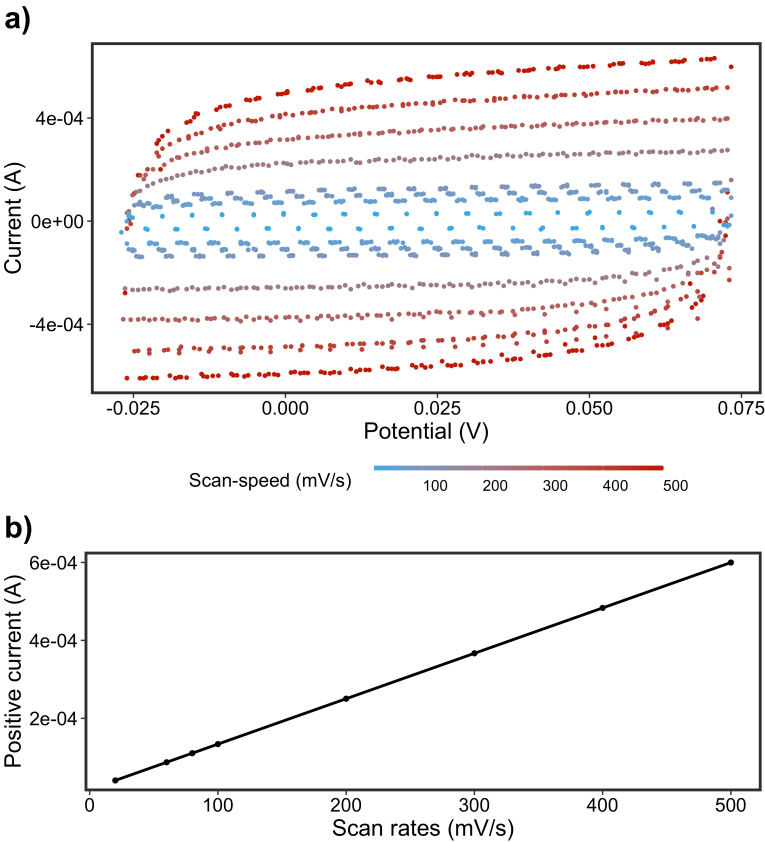 a)
Current (A)
4e-04
0e+00
-4e-04
-0.025 0.000 0.025 0.050 0.075
Potential (V)
Scan-speed (mV/s)
100 200 300 400 500
b)
Positive current (A)
6e-04
4e-04
2e-04
0 100 200 300 400 500
Scan rates (mV/s)